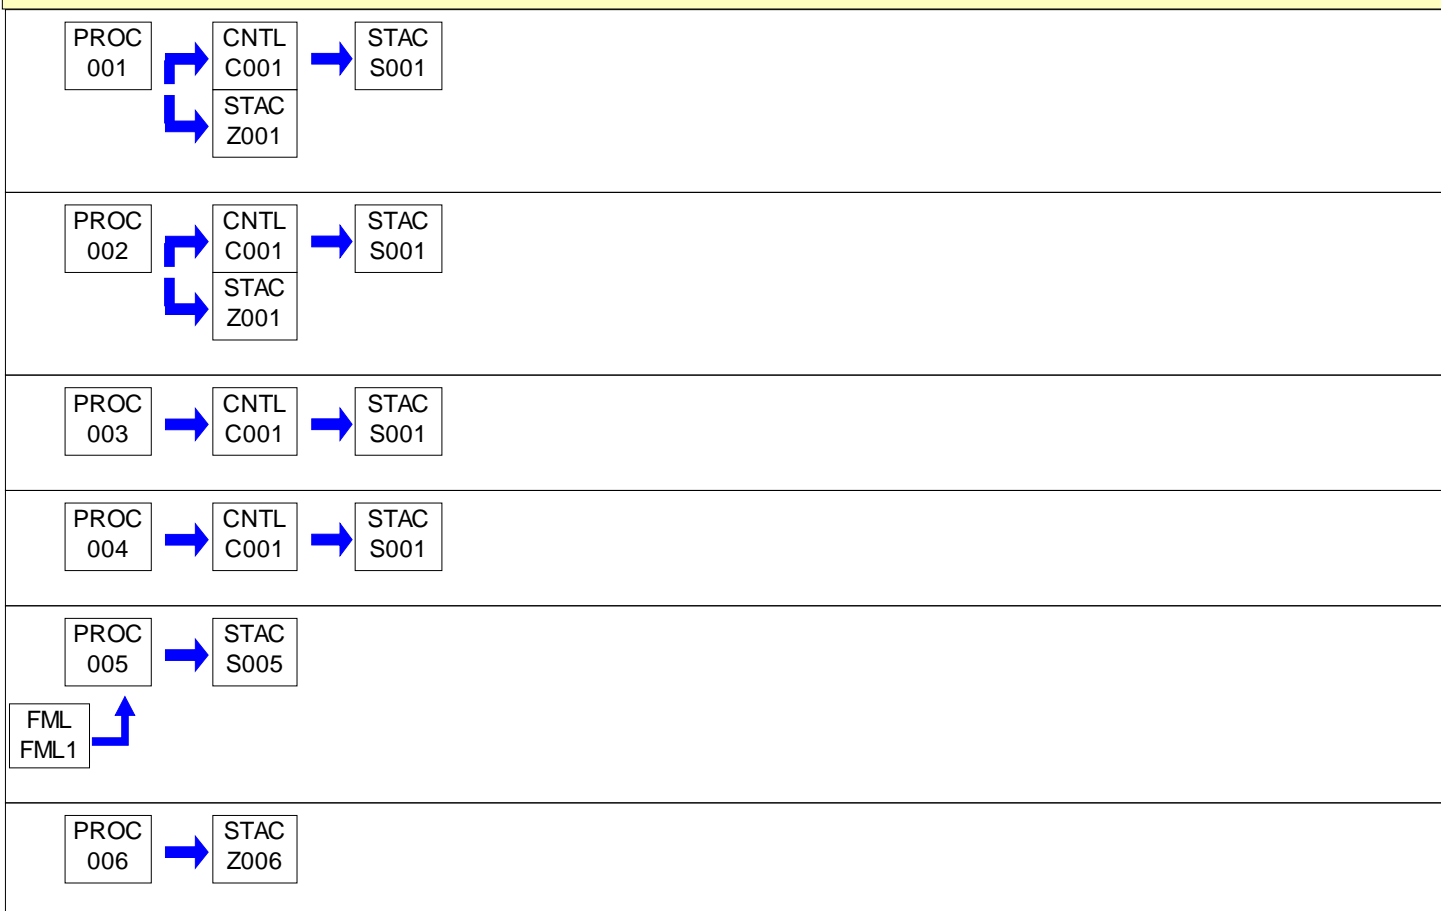 PROC
001
CNTL
C001
STAC
S001
STAC
Z001
PROC
002
CNTL
C001
STAC
S001
STAC
Z001
PROC
003
CNTL
C001
STAC
S001
PROC
004
CNTL
C001
STAC
S001
PROC
005
STAC
S005
FML
FML1
PROC
006
STAC
Z006